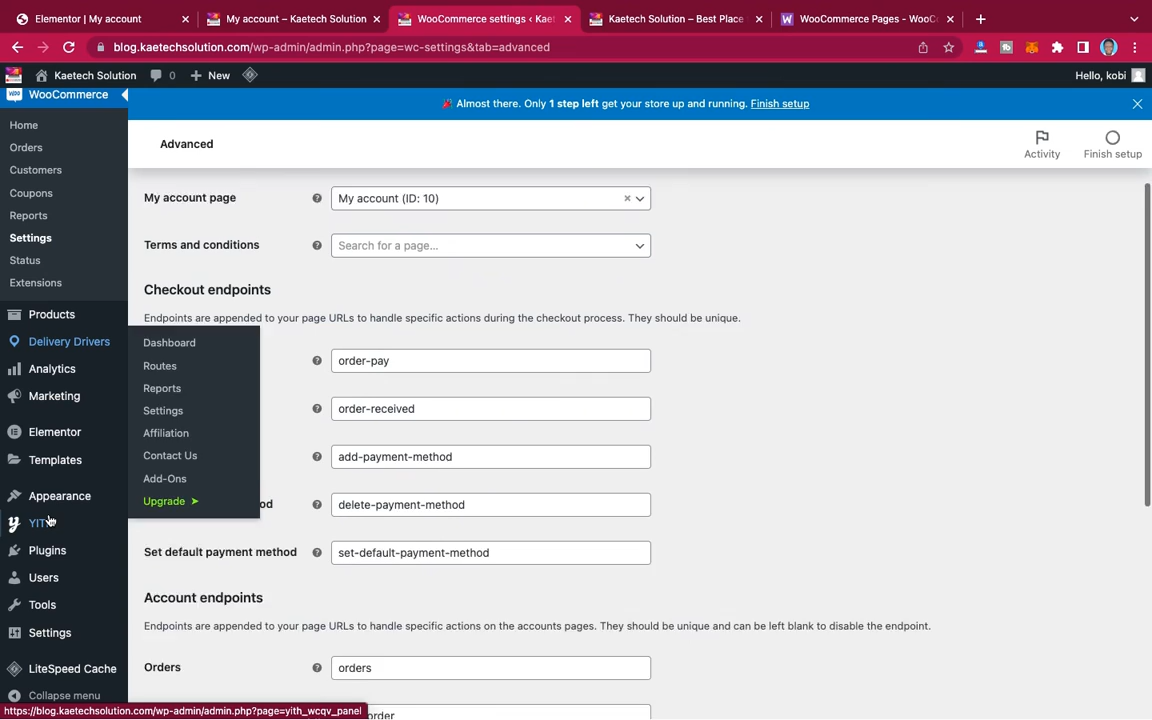 Elementor | My account
My account – Kaetech Solution
WooCommerce settings ‹ Kaet
Kaetech Solution – Best Place
WooCommerce Pages - WooC
blog.kaetechsolution.com/wp-admin/admin.php?page=wc-settings&tab=advanced
Kaetech Solution
0
New
Hello, kobi
WooCommerce
Almost there. Only 1 step left get your store up and running. Finish setup
Home
Orders
Customers
Coupons
Reports
Settings
Status
Extensions
Products
Delivery Drivers
Analytics
Marketing
Elementor
Templates
Appearance
Plugins
Users
Tools
Settings
LiteSpeed Cache
Collapse menu
Dashboard
Routes
Reports
Settings
Affiliation
Contact Us
Add-Ons
Upgrade ➤
Advanced
Activity
Finish setup
My account page
My account (ID: 10)
Terms and conditions
Search for a page...
Checkout endpoints
Endpoints are appended to your page URLs to handle specific actions during the checkout process. They should be unique.
order-pay
order-received
add-payment-method
delete-payment-method
Set default payment method
set-default-payment-method
Account endpoints
Endpoints are appended to your page URLs to handle specific actions on the accounts pages. They should be unique and can be left blank to disable the endpoint.
Orders
orders
https://blog.kaetechsolution.com/wp-admin/admin.php?page=yith_wcqv_panel
order